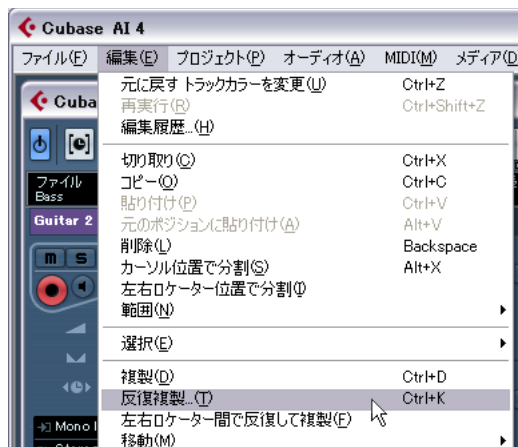 Cubase AI 4
ファイル(F) 編集(E) プロジェクト(P) オーディオ(A) MIDI(M) メディア(D
元に戻す トラックカラーを変更(U) Ctrl+Z
再実行(R) Ctrl+Shift+Z
編集履歴...(H)
Cuba
切り取り(C) Ctrl+X
コピー(O) Ctrl+C
貼り付け(P) Ctrl+V
元のポジションに貼り付け(A) Alt+V
削除(L) Backspace
カーソル位置で分割(S) Alt+X
左右ロケーター位置で分割(I)
範囲(N)
選択(E)
複製(D) Ctrl+D
反復複製...(T) Ctrl+K
左右ロケーター間で反復して複製(F)
移動(M)
ファイル
Bass
Guitar 2
m S
Mono I